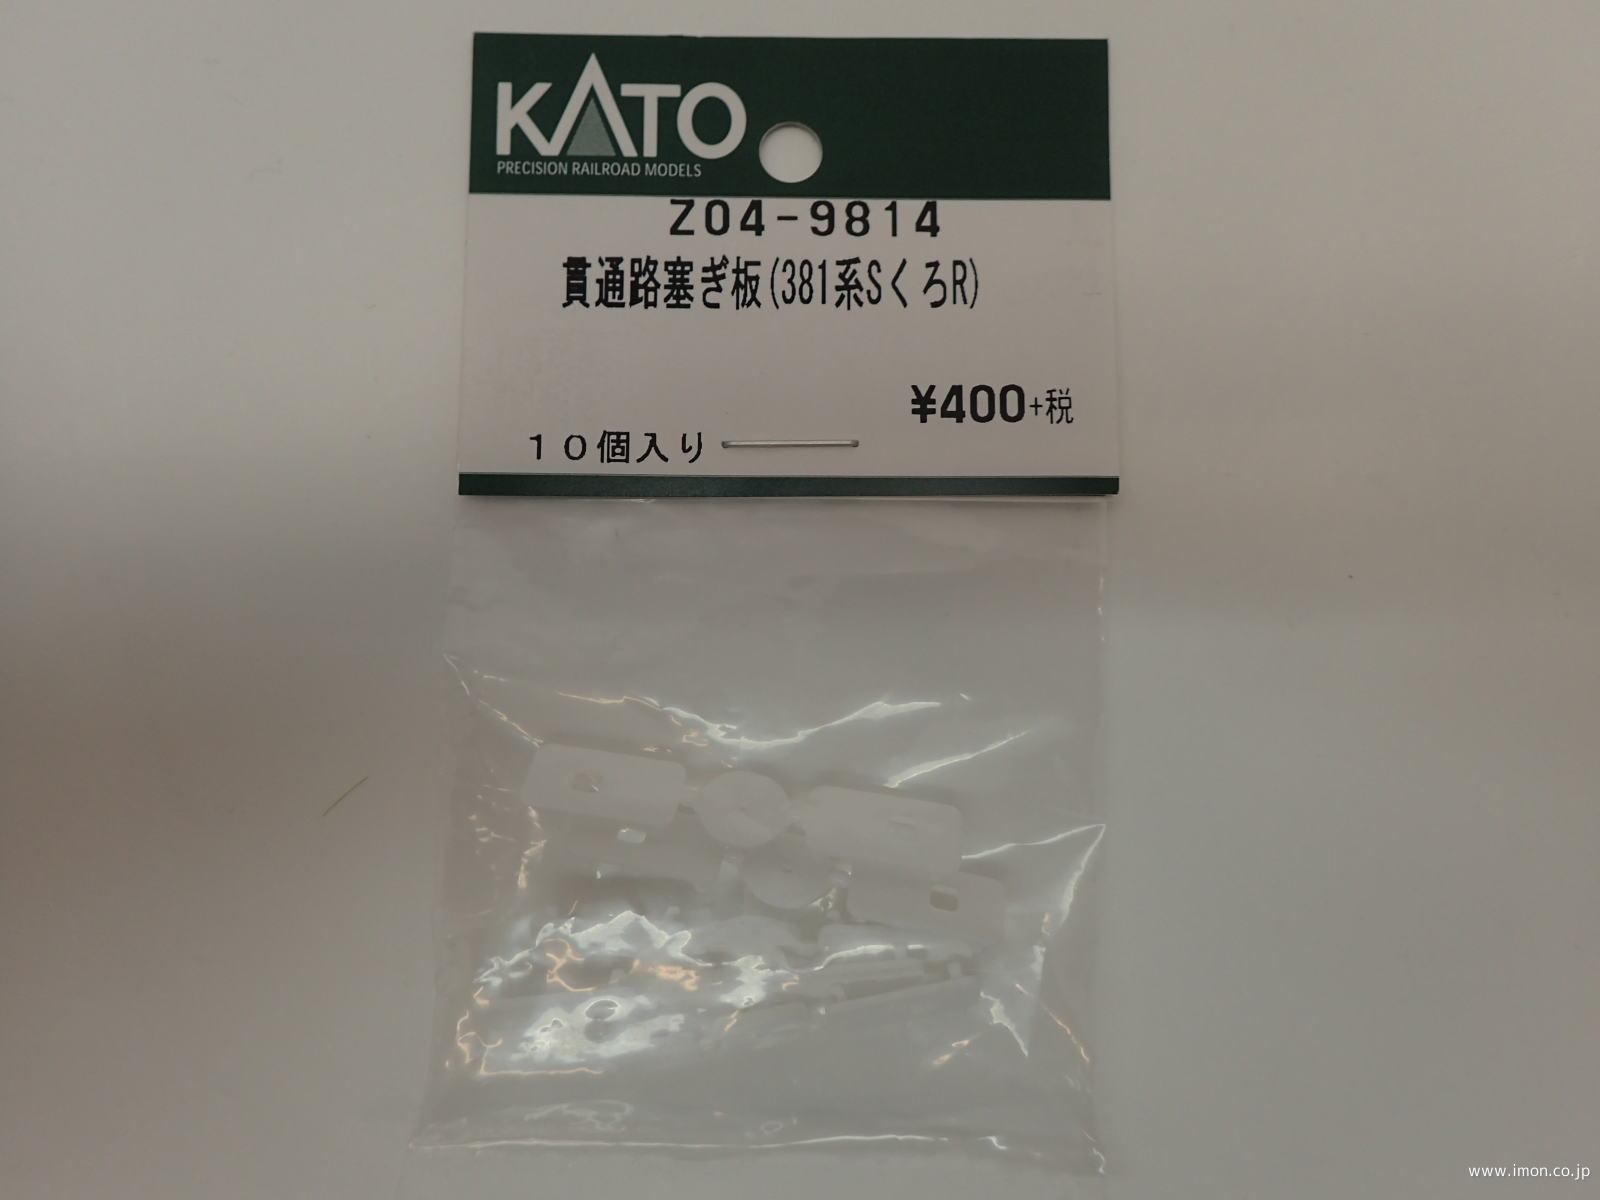 KATO
PRECISION RAILROAD MODELS
Z04-9814
貫通路塞ぎ板(381系SくろR)
¥400+税
10個入り
www.imon.co.jp